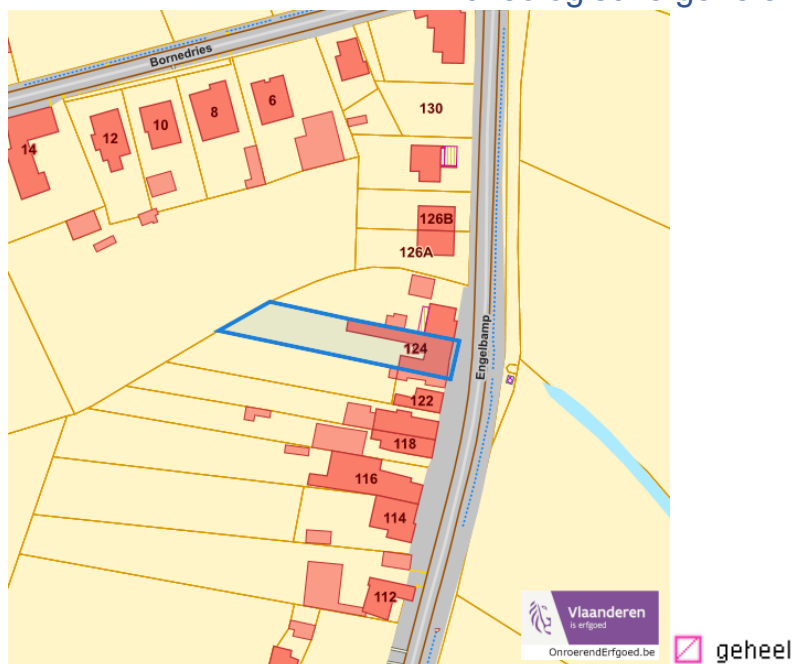 Bornedries
130
6
8
10
12
14
126B
126A
124
Engelbamp
122
118
116
114
112
Vlaanderen
is erfgoed
OnroerendErfgoed.be
geheel